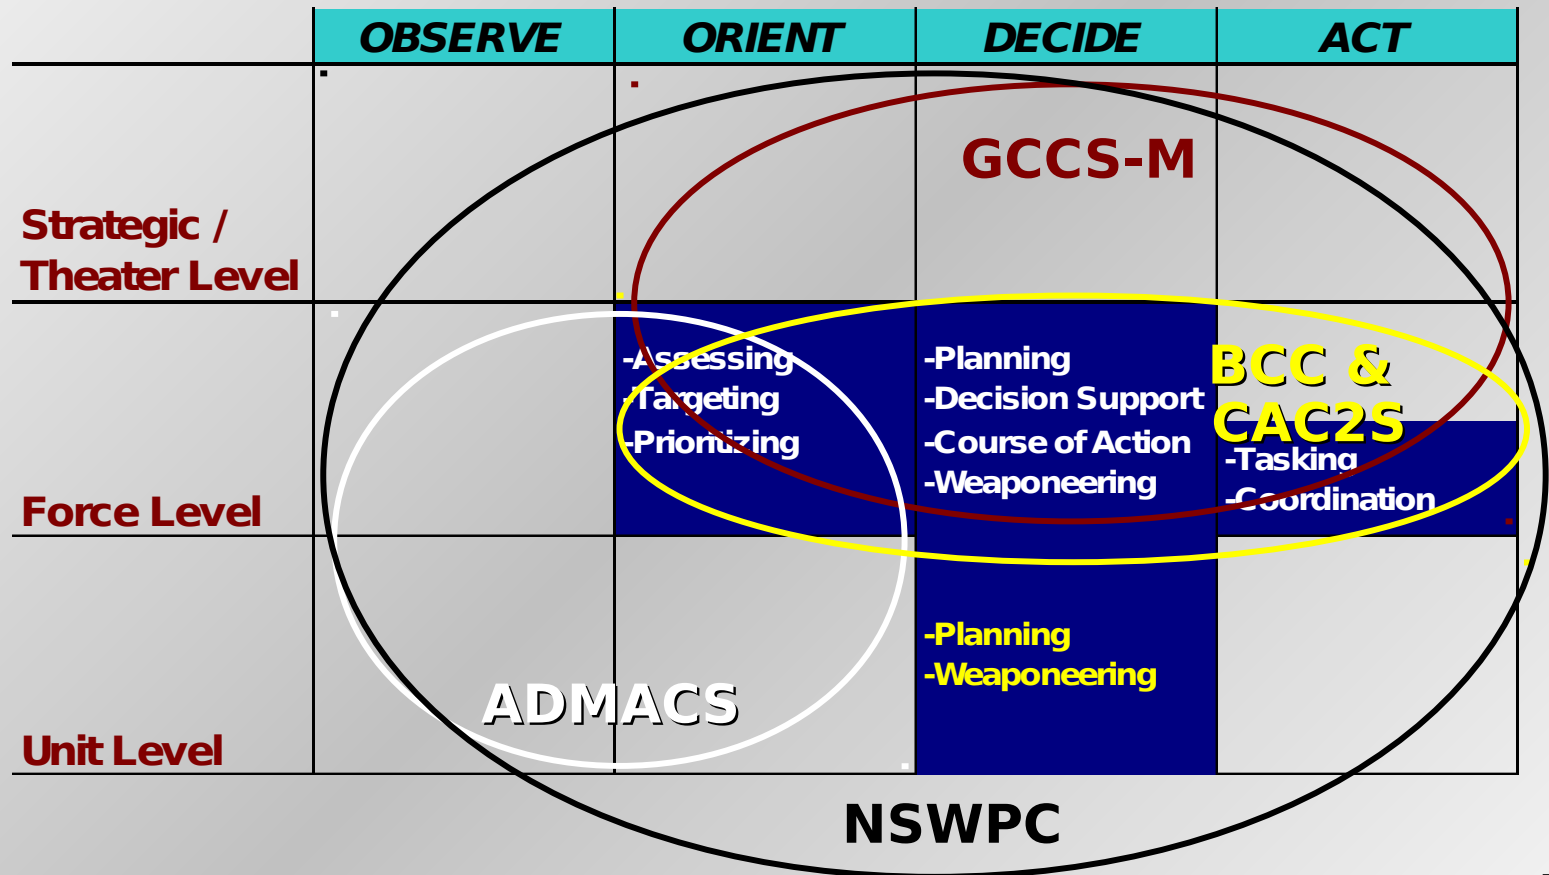 OBSERVE ORIENT DECIDE ACT
GCCS-M
Strategic /
Theater Level
-Assessing
-Targeting
-Prioritizing
-Planning
-Decision Support
-Course of Action
-Weaponeering
BCC &
CAC2S
-Tasking
-Coordination
Force Level
-Planning
-Weaponeering
ADMACS
Unit Level
NSWPC